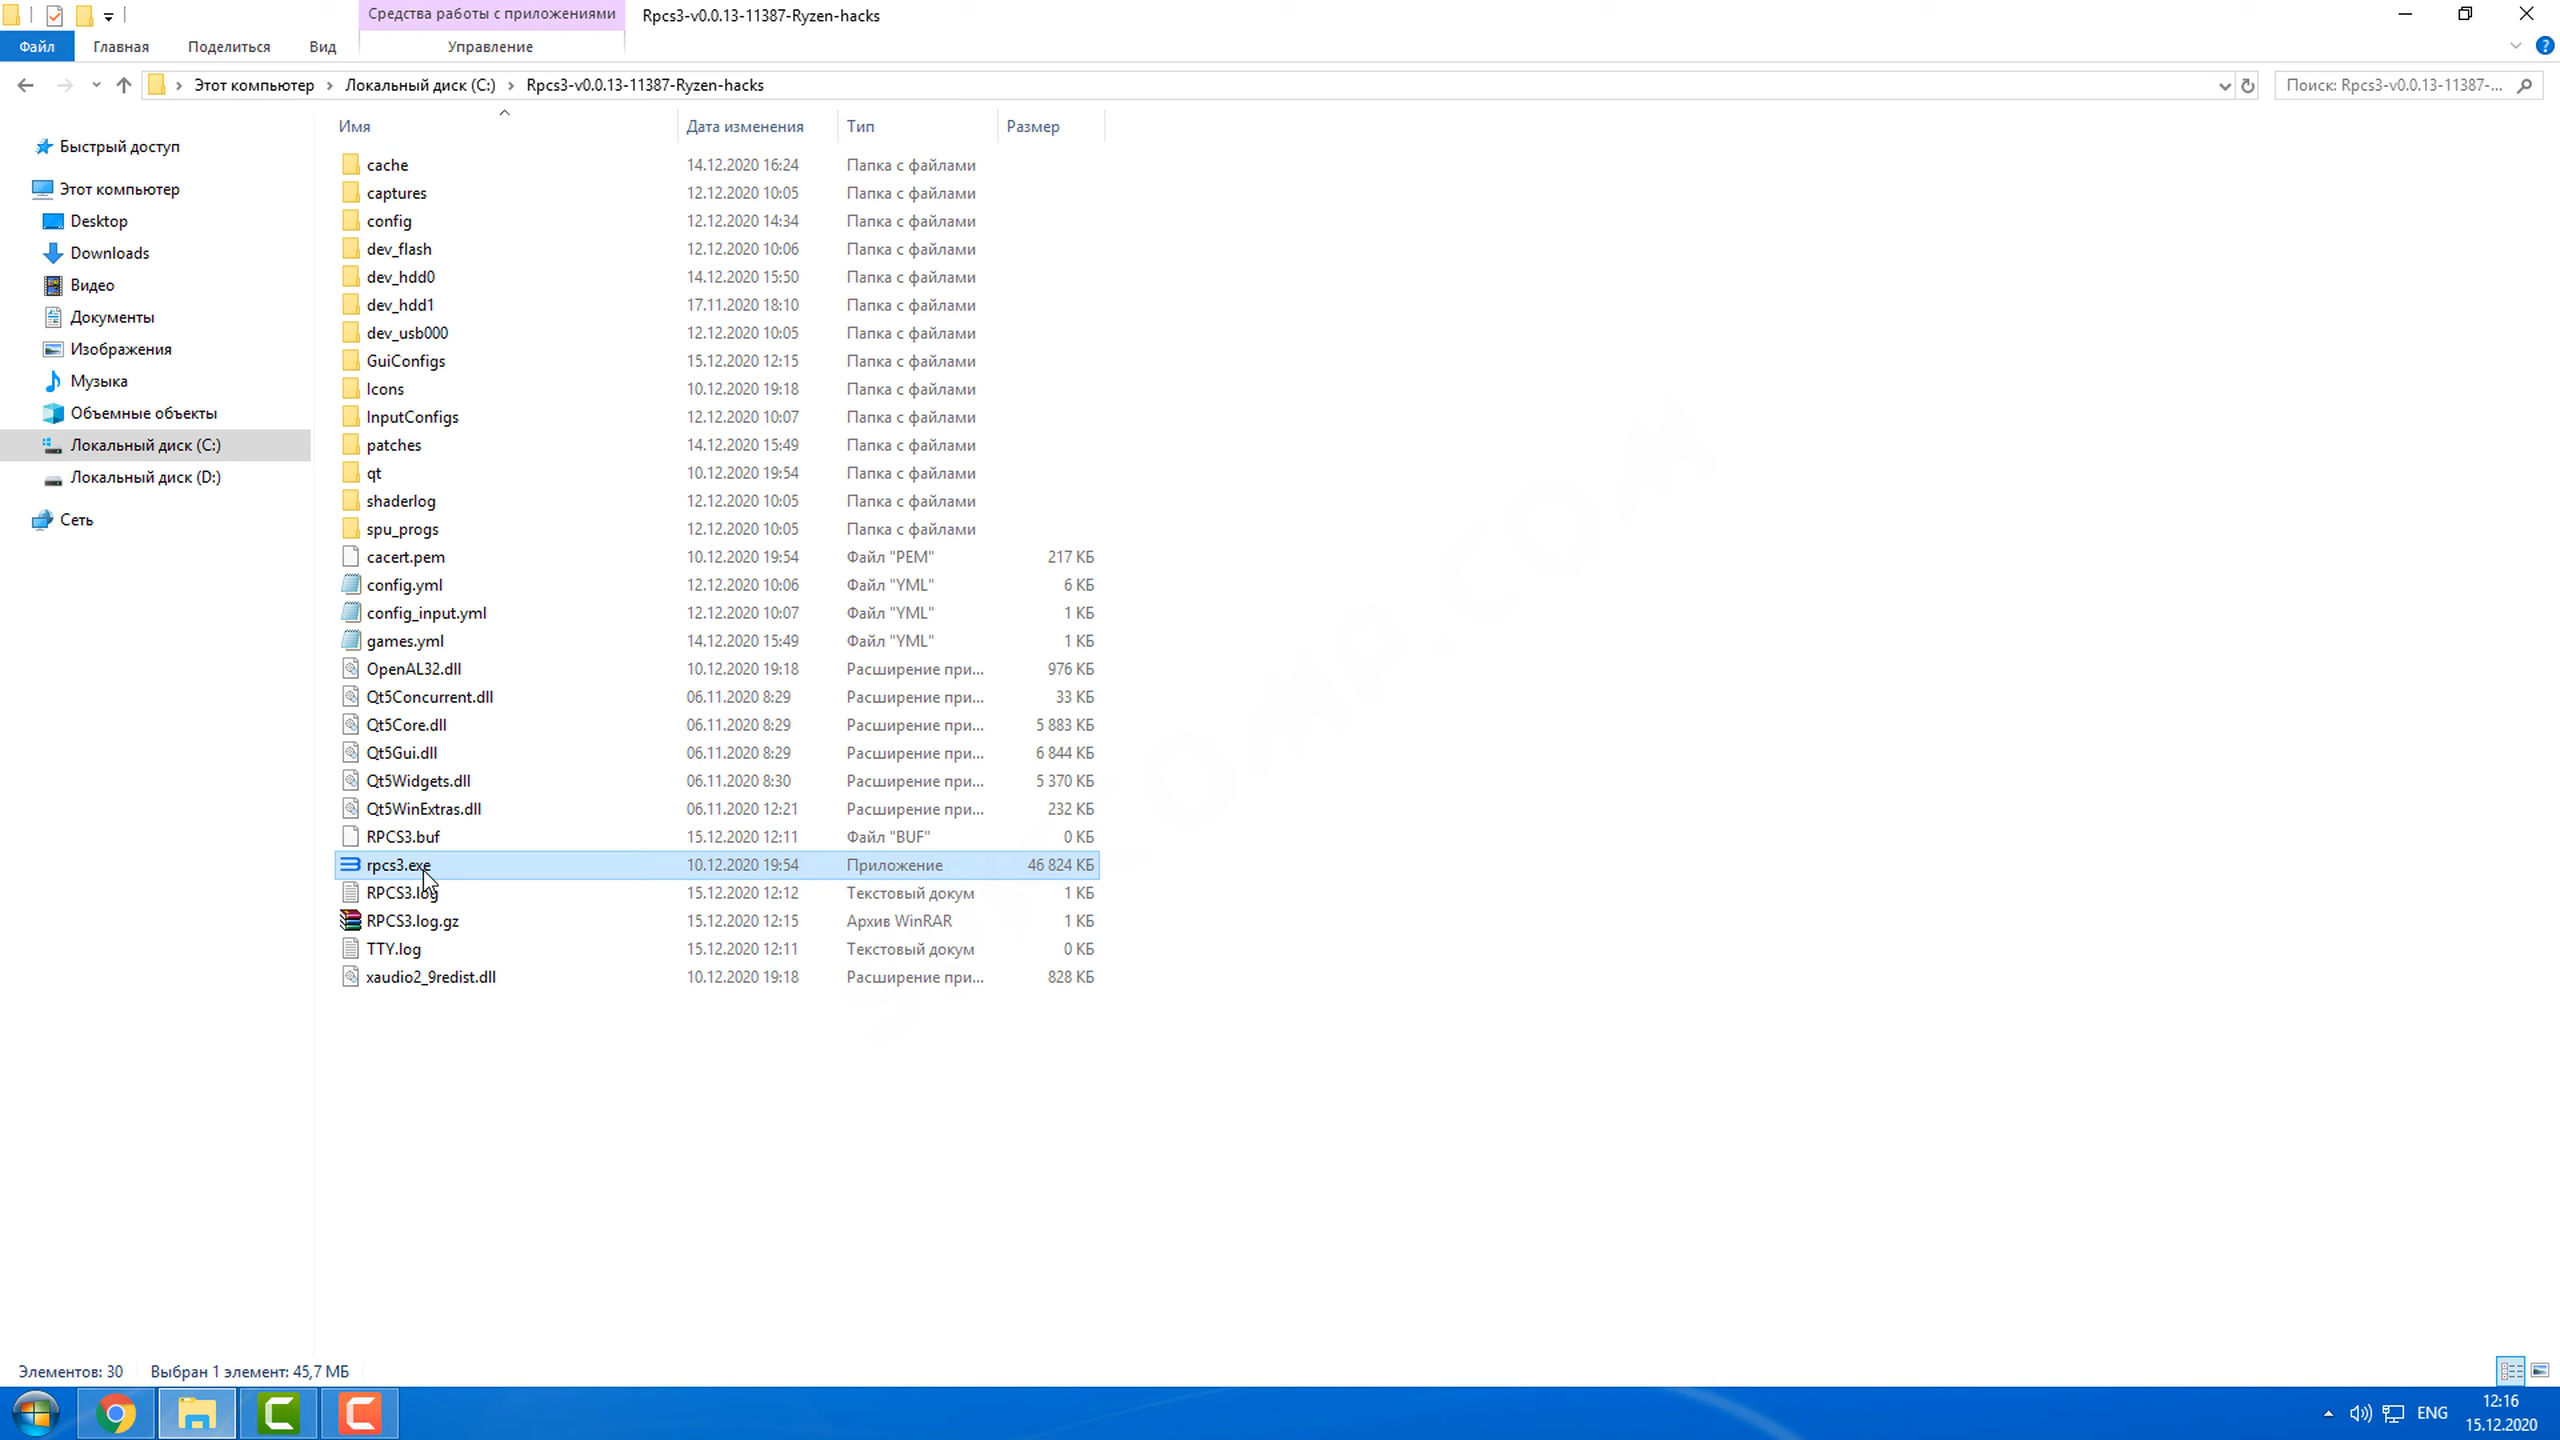 Средства работы с приложениями
Rpcs3-v0.0.13-11387-Ryzen-hacks
Файл
Главная
Поделиться
Вид
Управление
Этот компьютер
Локальный диск (C:)
Rpcs3-v0.0.13-11387-Ryzen-hacks
Поиск: Rpcs3-v0.0.13-11387-...
Имя
Дата изменения
Тип
Размер
Быстрый доступ
Этот компьютер
Desktop
Downloads
Видео
Документы
Изображения
Музыка
Объемные объекты
Локальный диск (C:)
Локальный диск (D:)
Сеть
cache 14.12.2020 16:24 Папка с файлами
captures 12.12.2020 10:05 Папка с файлами
config 12.12.2020 14:34 Папка с файлами
dev_flash 12.12.2020 10:06 Папка с файлами
dev_hdd0 14.12.2020 15:50 Папка с файлами
dev_hdd1 17.11.2020 18:10 Папка с файлами
dev_usb000 12.12.2020 10:05 Папка с файлами
GuiConfigs 15.12.2020 12:15 Папка с файлами
Icons 10.12.2020 19:18 Папка с файлами
InputConfigs 12.12.2020 10:07 Папка с файлами
patches 14.12.2020 15:49 Папка с файлами
qt 10.12.2020 19:54 Папка с файлами
shaderlog 12.12.2020 10:05 Папка с файлами
spu_progs 12.12.2020 10:05 Папка с файлами
cacert.pem 10.12.2020 19:54 Файл "PEM" 217 КБ
config.yml 12.12.2020 10:06 Файл "YML" 6 КБ
config_input.yml 12.12.2020 10:07 Файл "YML" 1 КБ
games.yml 14.12.2020 15:49 Файл "YML" 1 КБ
OpenAL32.dll 10.12.2020 19:18 Расширение при... 976 КБ
Qt5Concurrent.dll 06.11.2020 8:29 Расширение при... 33 КБ
Qt5Core.dll 06.11.2020 8:29 Расширение при... 5 883 КБ
Qt5Gui.dll 06.11.2020 8:29 Расширение при... 6 844 КБ
Qt5Widgets.dll 06.11.2020 8:30 Расширение при... 5 370 КБ
Qt5WinExtras.dll 06.11.2020 12:21 Расширение при... 232 КБ
RPCS3.buf 15.12.2020 12:11 Файл "BUF" 0 КБ
rpcs3.exe 10.12.2020 19:54 Приложение 46 824 КБ
RPCS3.log 15.12.2020 12:12 Текстовый докум 1 КБ
RPCS3.log.gz 15.12.2020 12:15 Архив WinRAR 1 КБ
TTY.log 15.12.2020 12:11 Текстовый докум 0 КБ
xaudio2_9redist.dll 10.12.2020 19:18 Расширение при... 828 КБ
Элементов: 30
Выбран 1 элемент: 45,7 МБ
ENG
12:16
15.12.2020